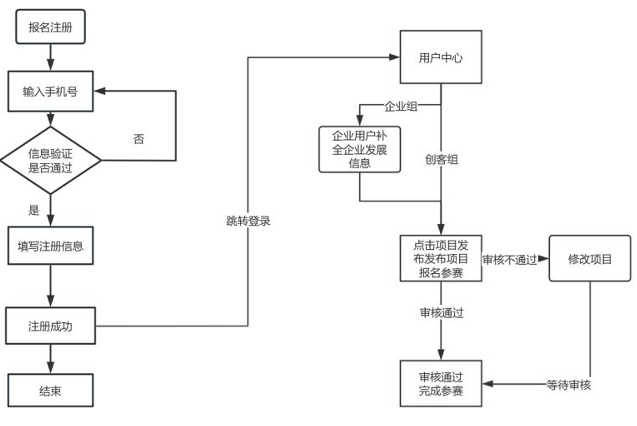 报名注册
输入手机号
否
信息验证
是否通过
是
填写注册信息
注册成功
结束
跳转登录
用户中心
企业组
企业用户补
全企业发展
信息
创客组
点击项目发
布发布项目
报名参赛
审核不通过
修改项目
审核通过
审核通过
完成参赛
等待审核